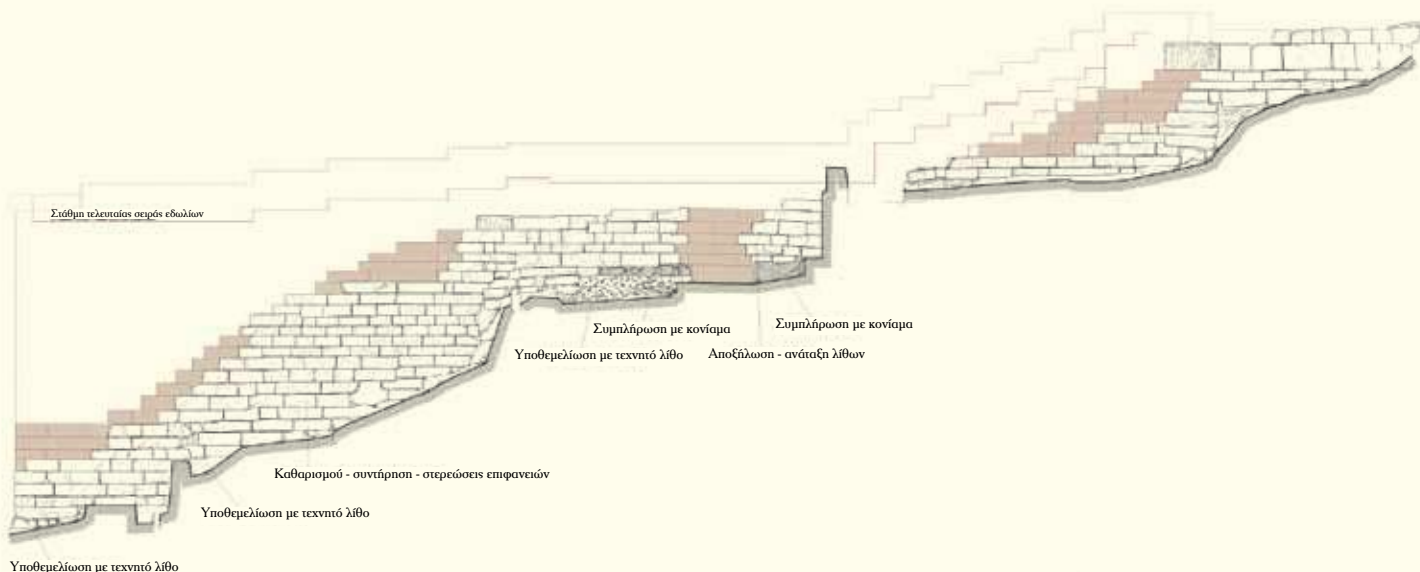 Στάθμη τελευταίας σειράς εδωλίων
Συμπλήρωση με κονίαμα
Συμπλήρωση με κονίαμα
Υποθεμελίωση με τεχνητό λίθο
Αποξήλωση - ανάταξη λίθων
Καθαρισμού - συντήρηση - στερεώσεις επιφανειών
Υποθεμελίωση με τεχνητό λίθο
Υποθεμελίωση με τεχνητό λίθο